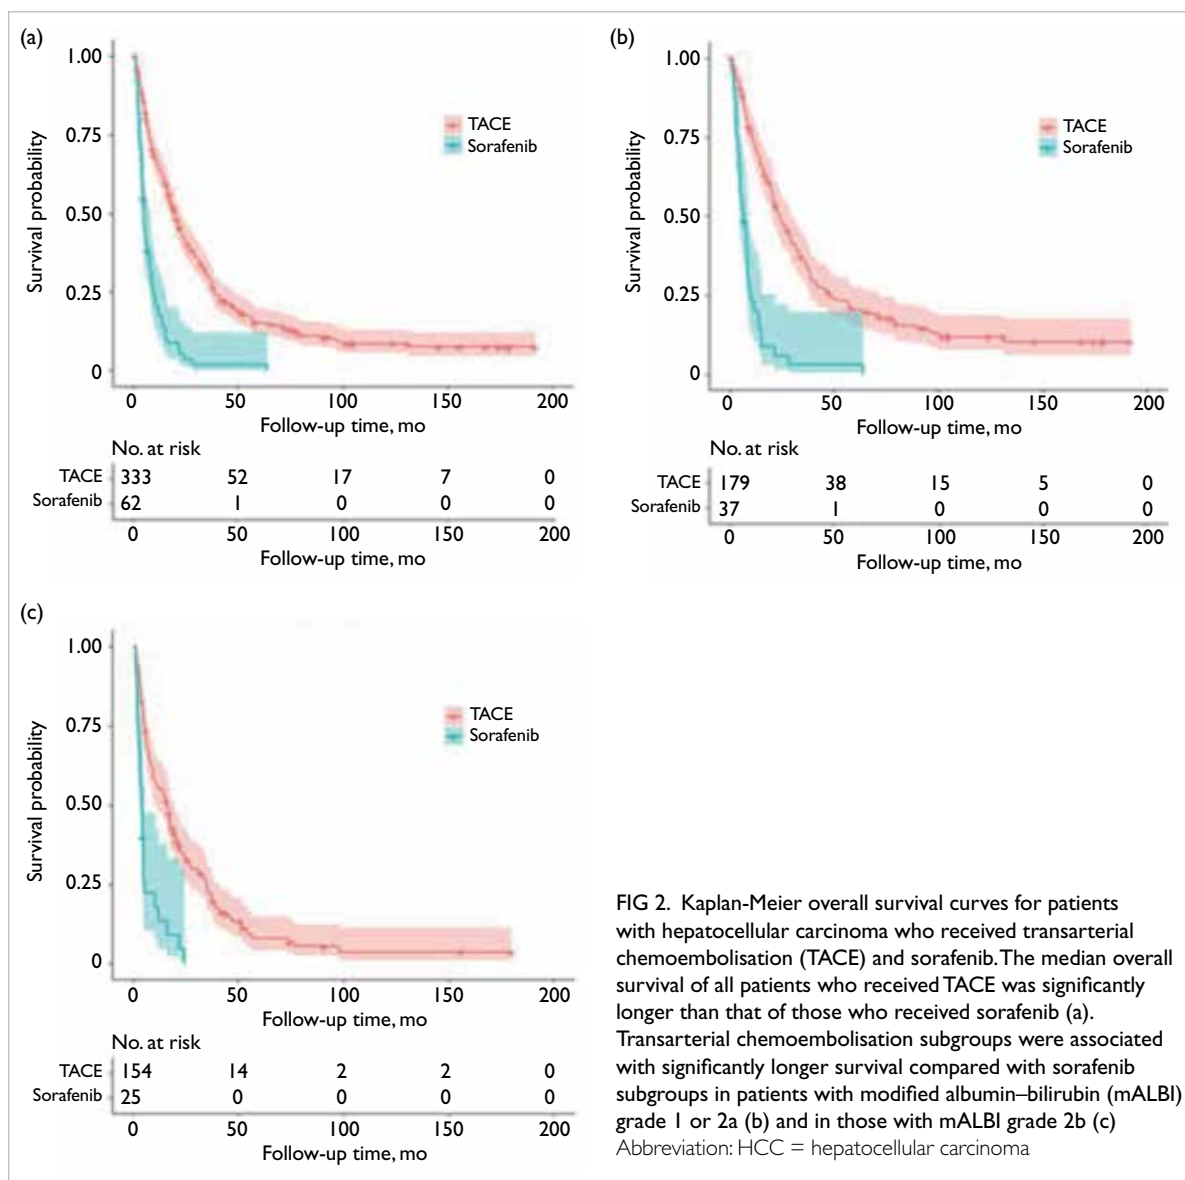 (a)
1.00
0.75
0.50
0.25
0
Survival probability
TACE
Sorafenib
0 50 100 150 200
Follow-up time, mo
No. at risk
TACE 333 52 17 7 0
Sorafenib 62 1 0 0 0
0 50 100 150 200
Follow-up time, mo
(b)
1.00
0.75
0.50
0.25
0
Survival probability
TACE
Sorafenib
0 50 100 150 200
Follow-up time, mo
No. at risk
TACE 179 38 15 5 0
Sorafenib 37 1 0 0 0
0 50 100 150 200
Follow-up time, mo
(c)
1.00
0.75
0.50
0.25
0
Survival probability
TACE
Sorafenib
0 50 100 150 200
Follow-up time, mo
No. at risk
TACE 154 14 2 2 0
Sorafenib 25 0 0 0 0
0 50 100 150 200
Follow-up time, mo
FIG 2. Kaplan-Meier overall survival curves for patients
with hepatocellular carcinoma who received transarterial
chemoembolisation (TACE) and sorafenib. The median overall
survival of all patients who received TACE was significantly
longer than that of those who received sorafenib (a).
Transarterial chemoembolisation subgroups were associated
with significantly longer survival compared with sorafenib
subgroups in patients with modified albumin–bilirubin (mALBI)
grade 1 or 2a (b) and in those with mALBI grade 2b (c)
Abbreviation: HCC = hepatocellular carcinoma